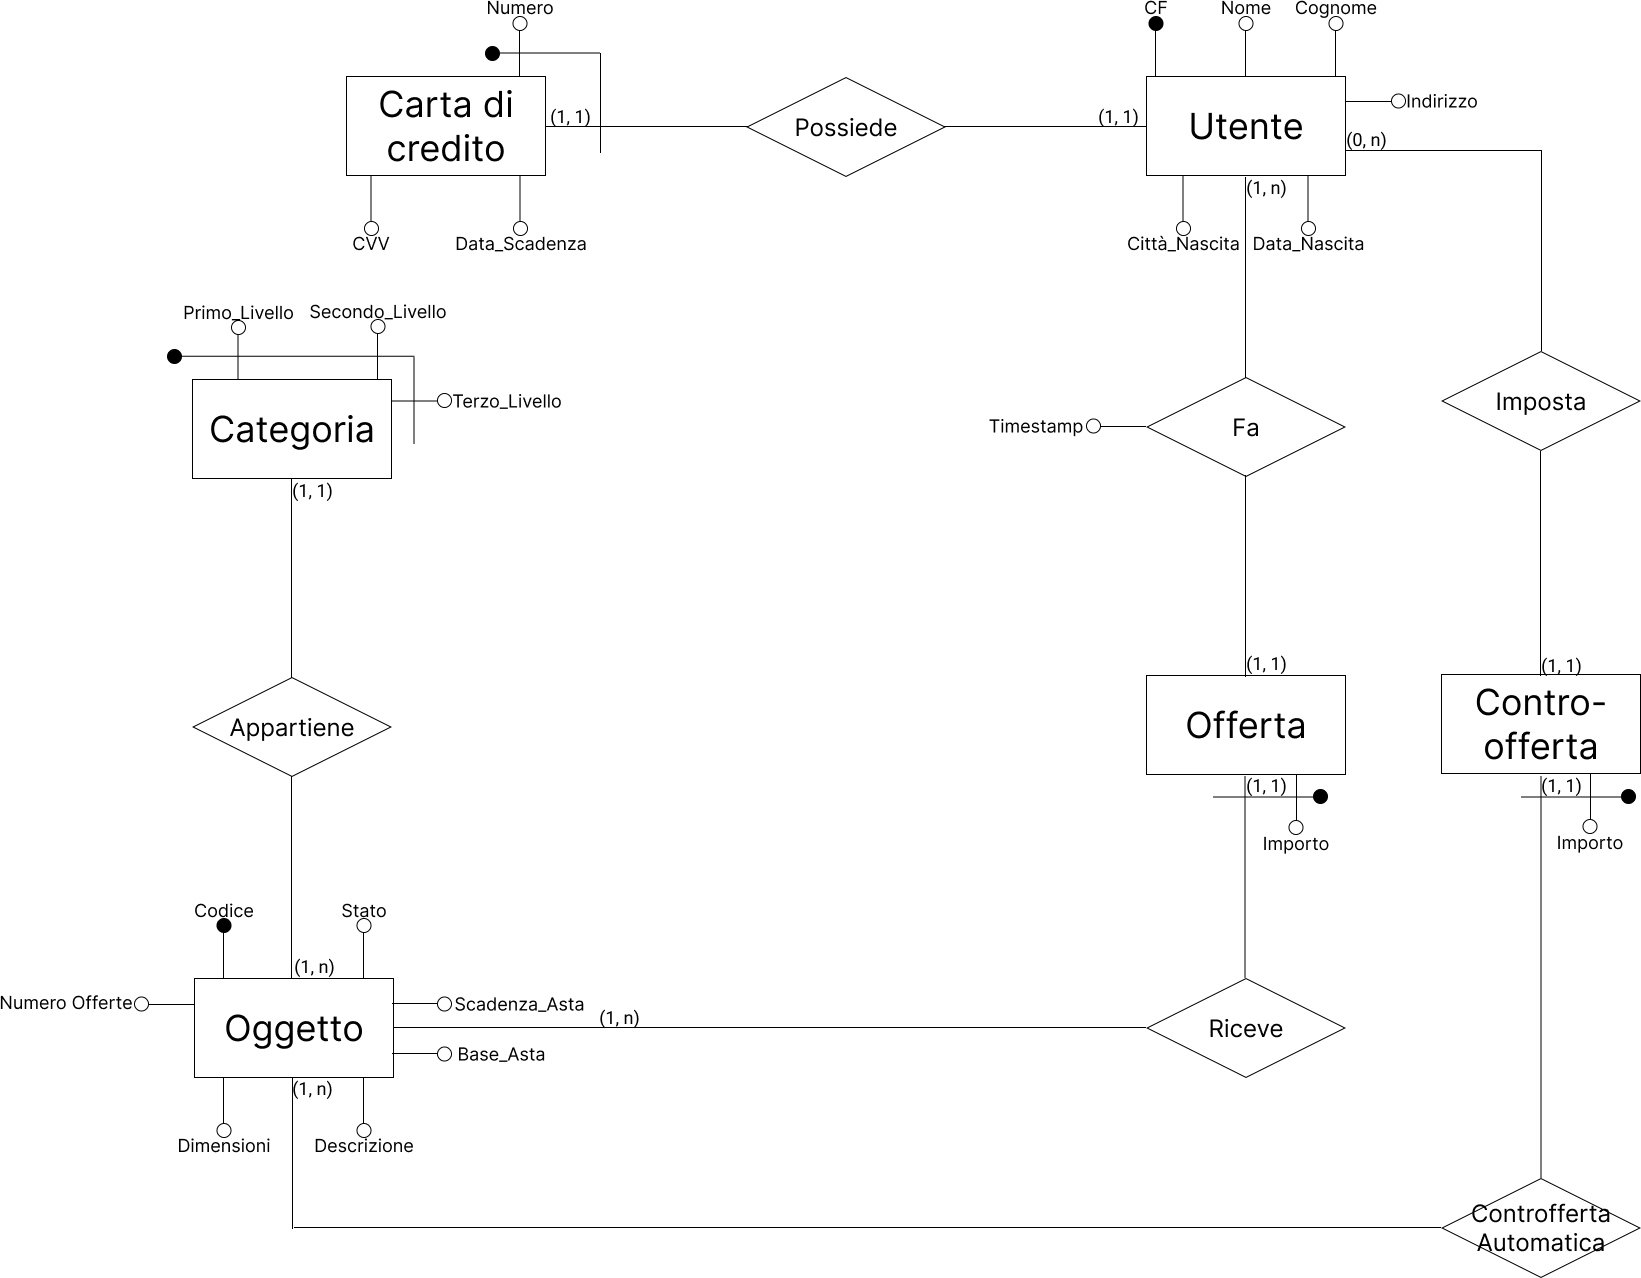 Numero
CF
Nome
Cognome
Carta di
credito
(1, 1)
Possiede
(1, 1)
Utente
Indirizzo
(0, n)
(1, n)
CVV
Data_Scadenza
Città_Nascita
Data_Nascita
Primo_Livello
Secondo_Livello
Terzo_Livello
Categoria
(1, 1)
Timestamp
Fa
Imposta
(1, 1)
(1, 1)
Appartiene
Offerta
Contro-
offerta
(1, 1)
(1, 1)
Importo
Importo
Codice
Stato
(1, n)
Numero Offerte
Oggetto
Scadenza_Asta
(1, n)
Base_Asta
Riceve
(1, n)
Dimensioni
Descrizione
Controfferta
Automatica